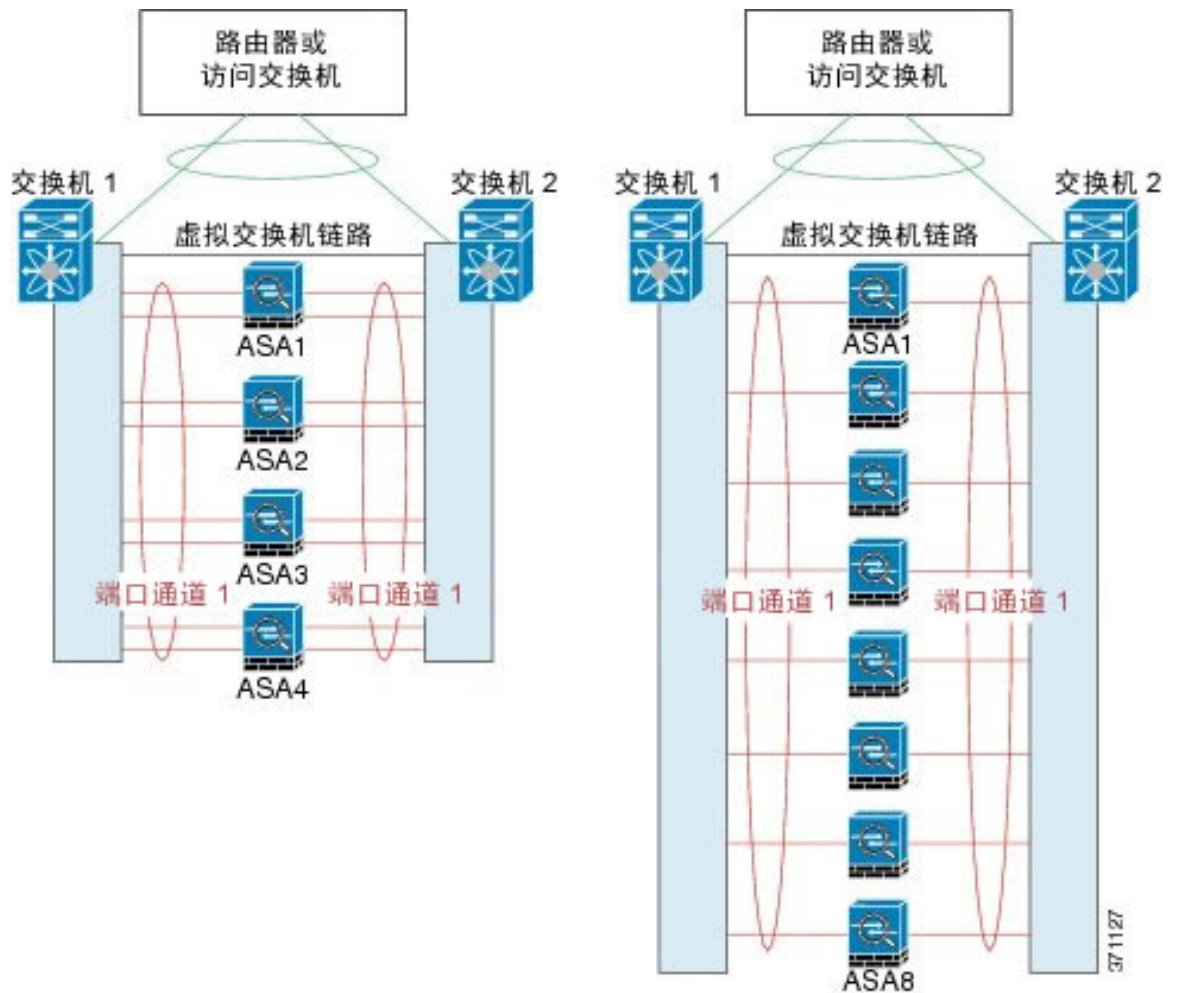 路由器或
访问交换机
交换机 1
交换机 2
虚拟交换机链路
ASA1
ASA2
ASA3
端口通道 1
端口通道 1
ASA4
路由器或
访问交换机
交换机 1
交换机 2
虚拟交换机链路
ASA1
端口通道 1
端口通道 1
ASA8
371127